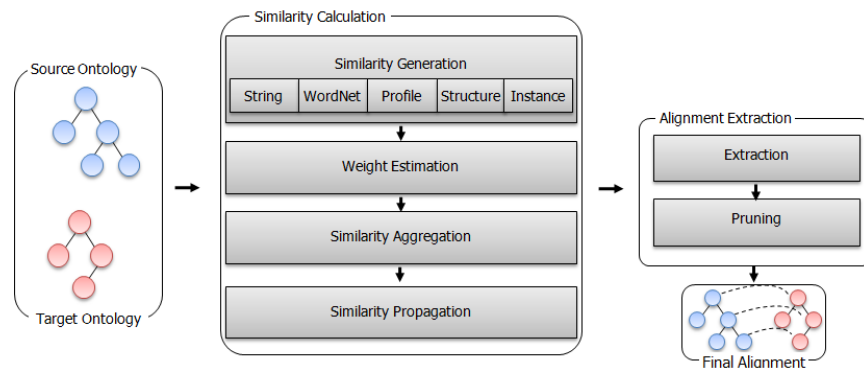 Source Ontology
Target Ontology
Similarity Calculation
Similarity Generation
String WordNet Profile Structure Instance
Weight Estimation
Similarity Aggregation
Similarity Propagation
Alignment Extraction
Extraction
Pruning
Final Alignment